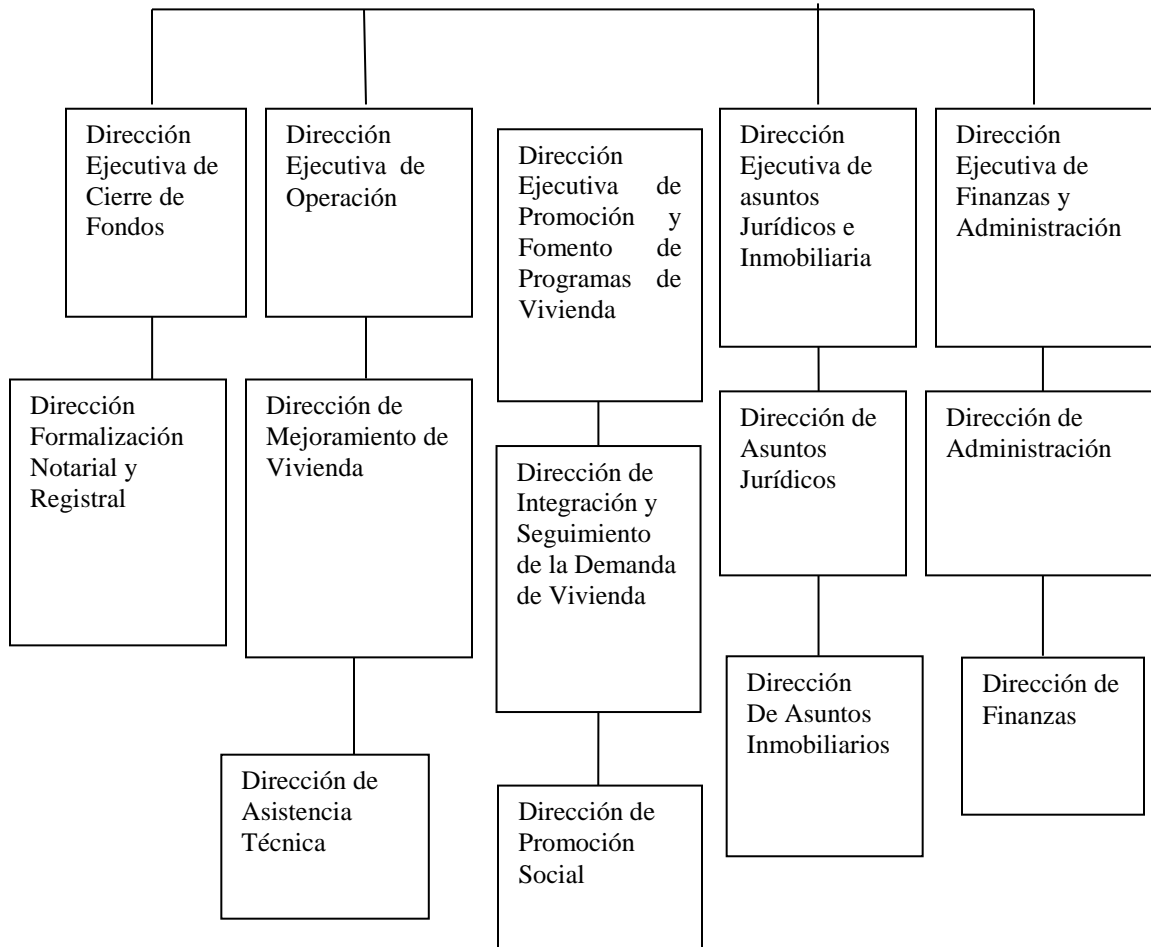 Dirección
Ejecutiva de
Cierre de
Fondos
Dirección
Ejecutiva de
Operación
Dirección
Ejecutiva de
Promoción y
Fomento de
Programas de
Vivienda
Dirección
Ejecutiva de
asuntos
Jurídicos e
Inmobiliaria
Dirección
Ejecutiva de
Finanzas y
Administración
Dirección
Formalización
Notarial y
Registral
Dirección de
Mejoramiento de
Vivienda
Dirección de
Integración y
Seguimiento
de la Demanda
de Vivienda
Dirección de
Asuntos
Jurídicos
Dirección de
Administración
Dirección de
Asistencia
Técnica
Dirección de
Promoción
Social
Dirección
De Asuntos
Inmobiliarios
Dirección de
Finanzas